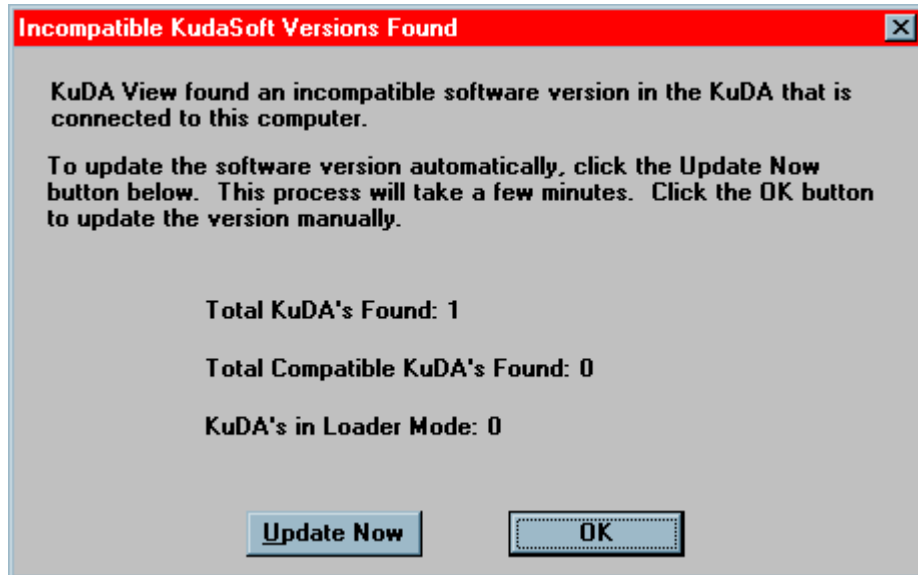 Incompatible KudaSoft Versions Found
KuDA View found an incompatible software version in the KuDA that is
connected to this computer.
To update the software version automatically, click the Update Now
button below.  This process will take a few minutes.  Click the OK button
to update the version manually.
Total KuDA's Found: 1
Total Compatible KuDA's Found: 0
KuDA's in Loader Mode: 0
Update Now
OK